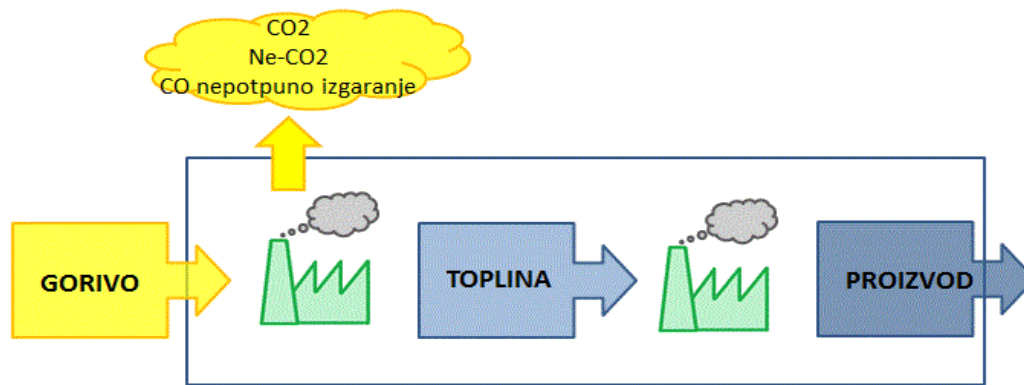 CO2
Ne-CO2
CO nepotpuno izgaranje
GORIVO
TOPLINA
PROIZVOD